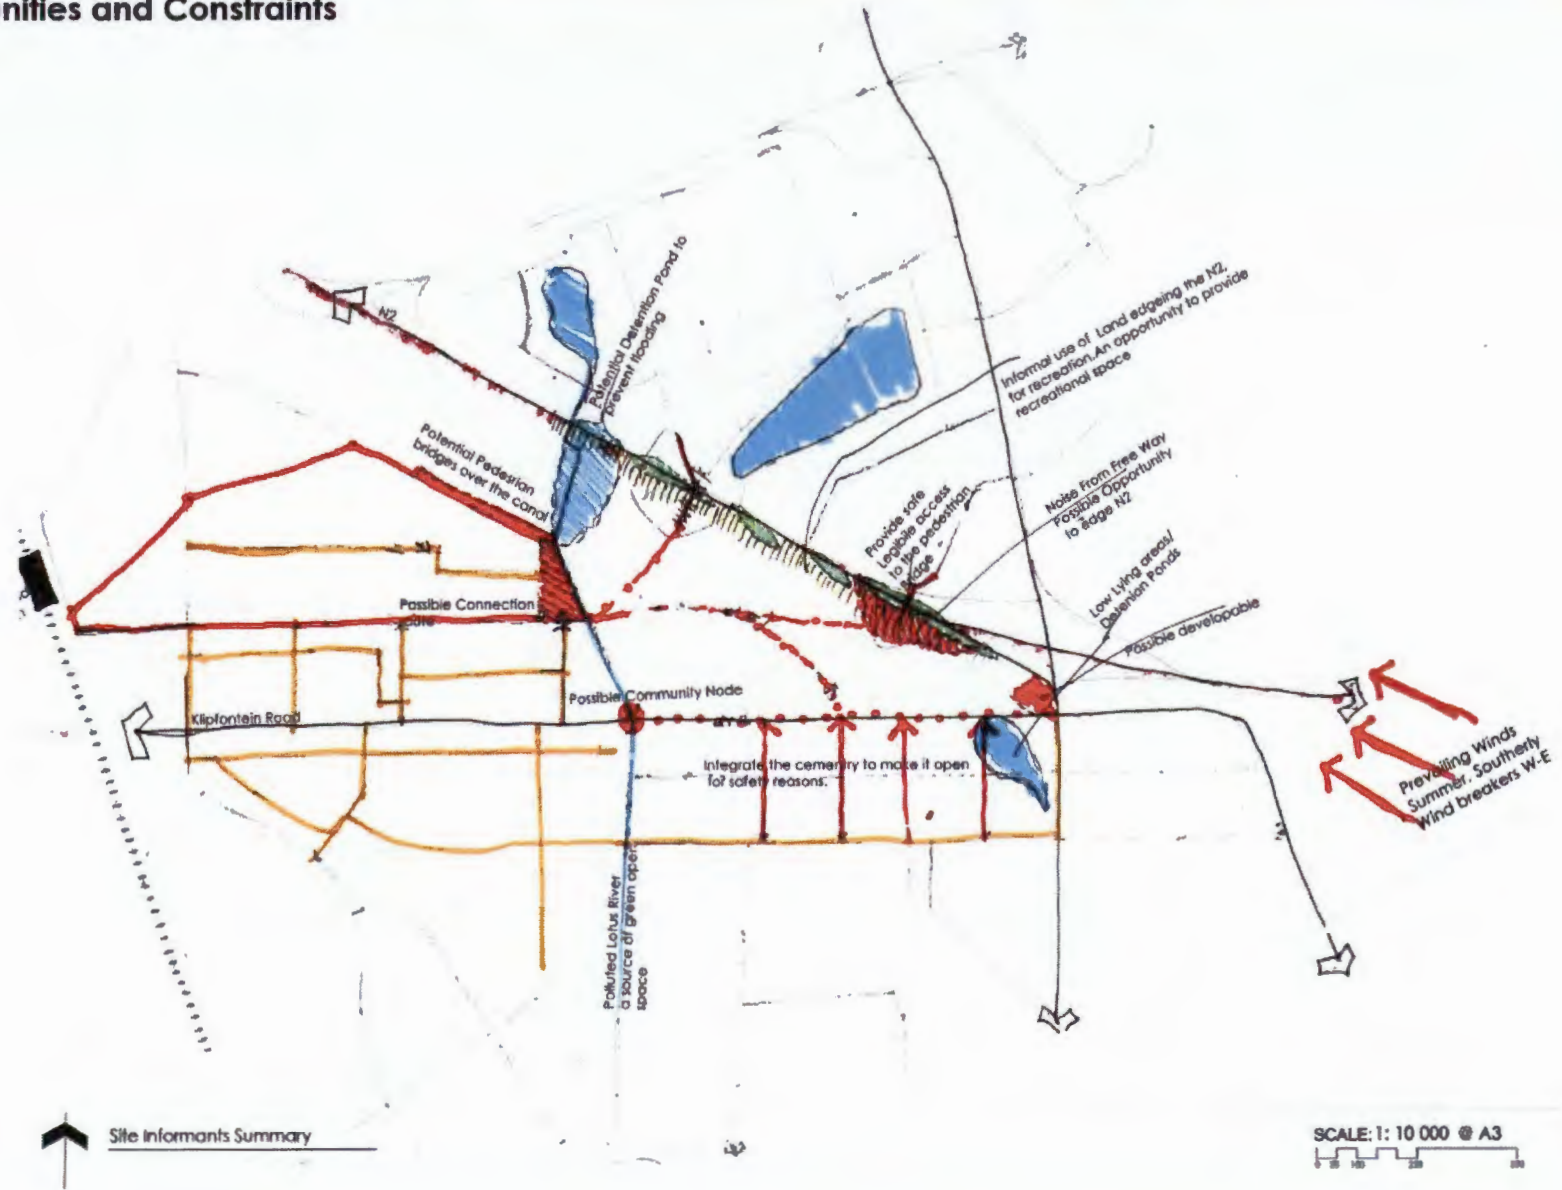 nities and Constraints
N2
Potential Detention Pond to
prevent flooding
Informal use of Land edgeing the N2,
for recreation.An opportunity to provide
recreational space
Potential Pedesrian
bridges over the canal
Provide safe
Legible access
to the pedestrian
bridge
Noise From Free Way
Possible Opportunity
to edge N2
Low Lying areas/
Detenion Ponds
Possible developable
Possible Connection
Possible Community Node
Klipfontein Road
Integrate the cemetry to make it open
for safety reasons.
Prevailing Winds
Summer, Southerly
Wind breakers W-E
Polluted Lotus River
a source of green open
space
Site Informants Summary
SCALE: 1: 10 000 @ A3